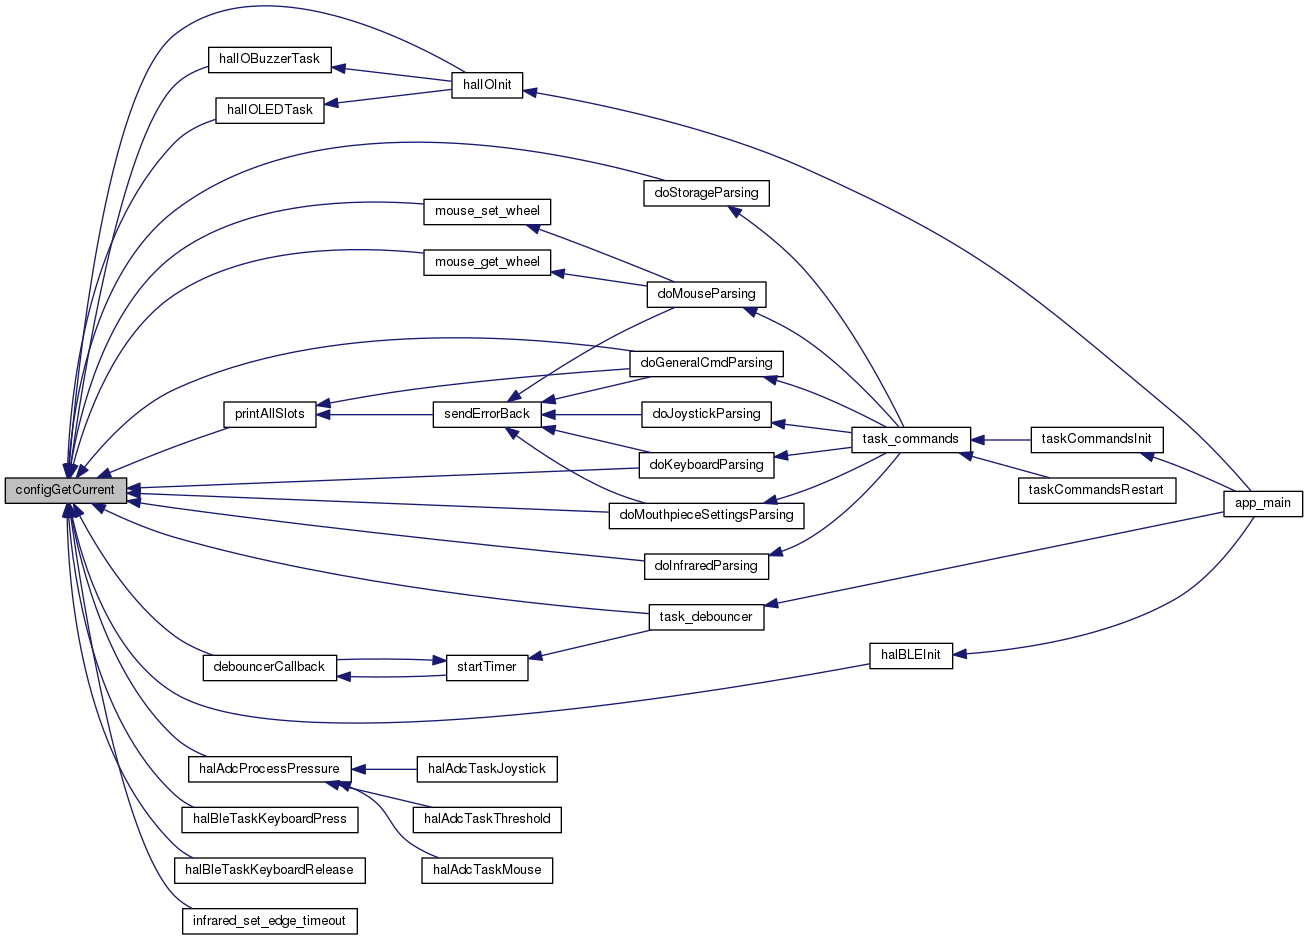 halIOBuzzerTask
halIOInit
halIOLEDTask
doStorageParsing
mouse_set_wheel
mouse_get_wheel
doMouseParsing
doGeneralCmdParsing
printAllSlots
sendErrorBack
doJoystickParsing
task_commands
taskCommandsInit
doKeyboardParsing
configGetCurrent
taskCommandsRestart
app_main
doMouthpieceSettingsParsing
doInfraredParsing
task_debouncer
halBLEInit
debouncerCallback
startTimer
halAdcProcessPressure
halAdcTaskJoystick
halBleTaskKeyboardPress
halAdcTaskThreshold
halBleTaskKeyboardRelease
halAdcTaskMouse
infrared_set_edge_timeout